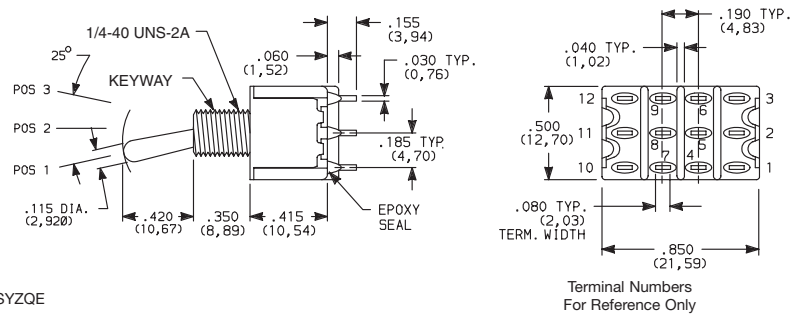 1/4-40 UNS-2A
.060
(1,52)
.155
(3,94)
.030 TYP.
(0,76)
25°
KEYWAY
POS 3
POS 2
POS 1
.185 TYP
(4,70)
.115 DIA.
(2,920)
.420
(10,67)
.350
(8,89)
.415
(10,54)
EPOXY
SEAL
SYZQE
.190 TYP.
(4,83)
.040 TYP.
(1,02)
.500
(12,70)
12
9
6
3
11
8
5
2
10
7
4
1
.080 TYP.
(2,03)
TERM. WIDTH
.850
(21,59)
Terminal Numbers
For Reference Only